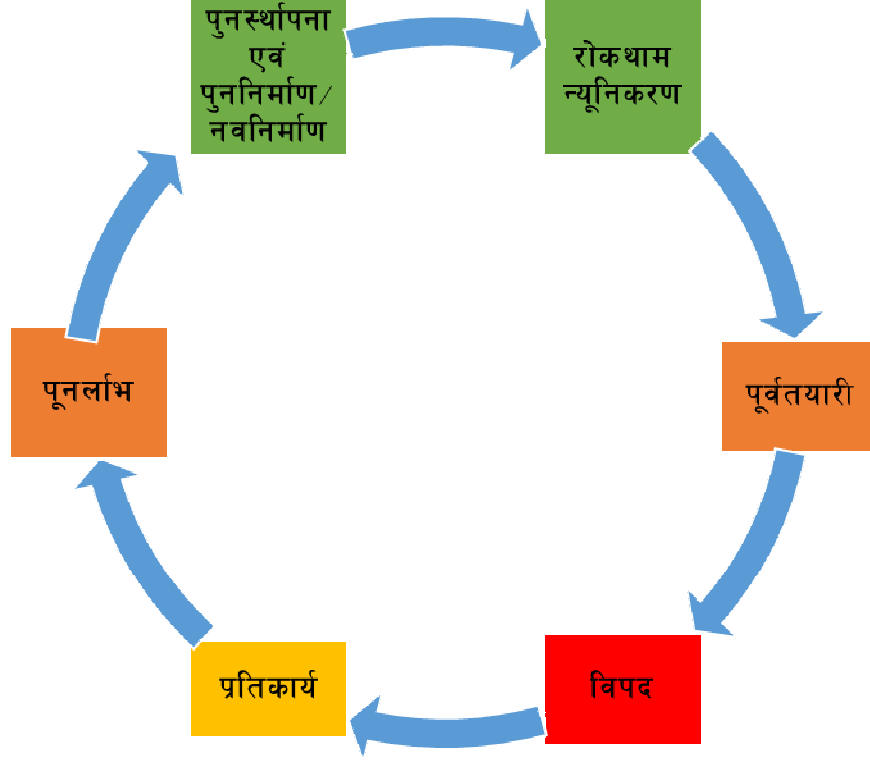 पुनर्स्थापना
एवं
पुननिर्माण/
नवनिर्माण
रोकथाम
न्यूनिकरण
पूर्वतयारी
विपद
प्रतिकार्य
पूनर्लाभ